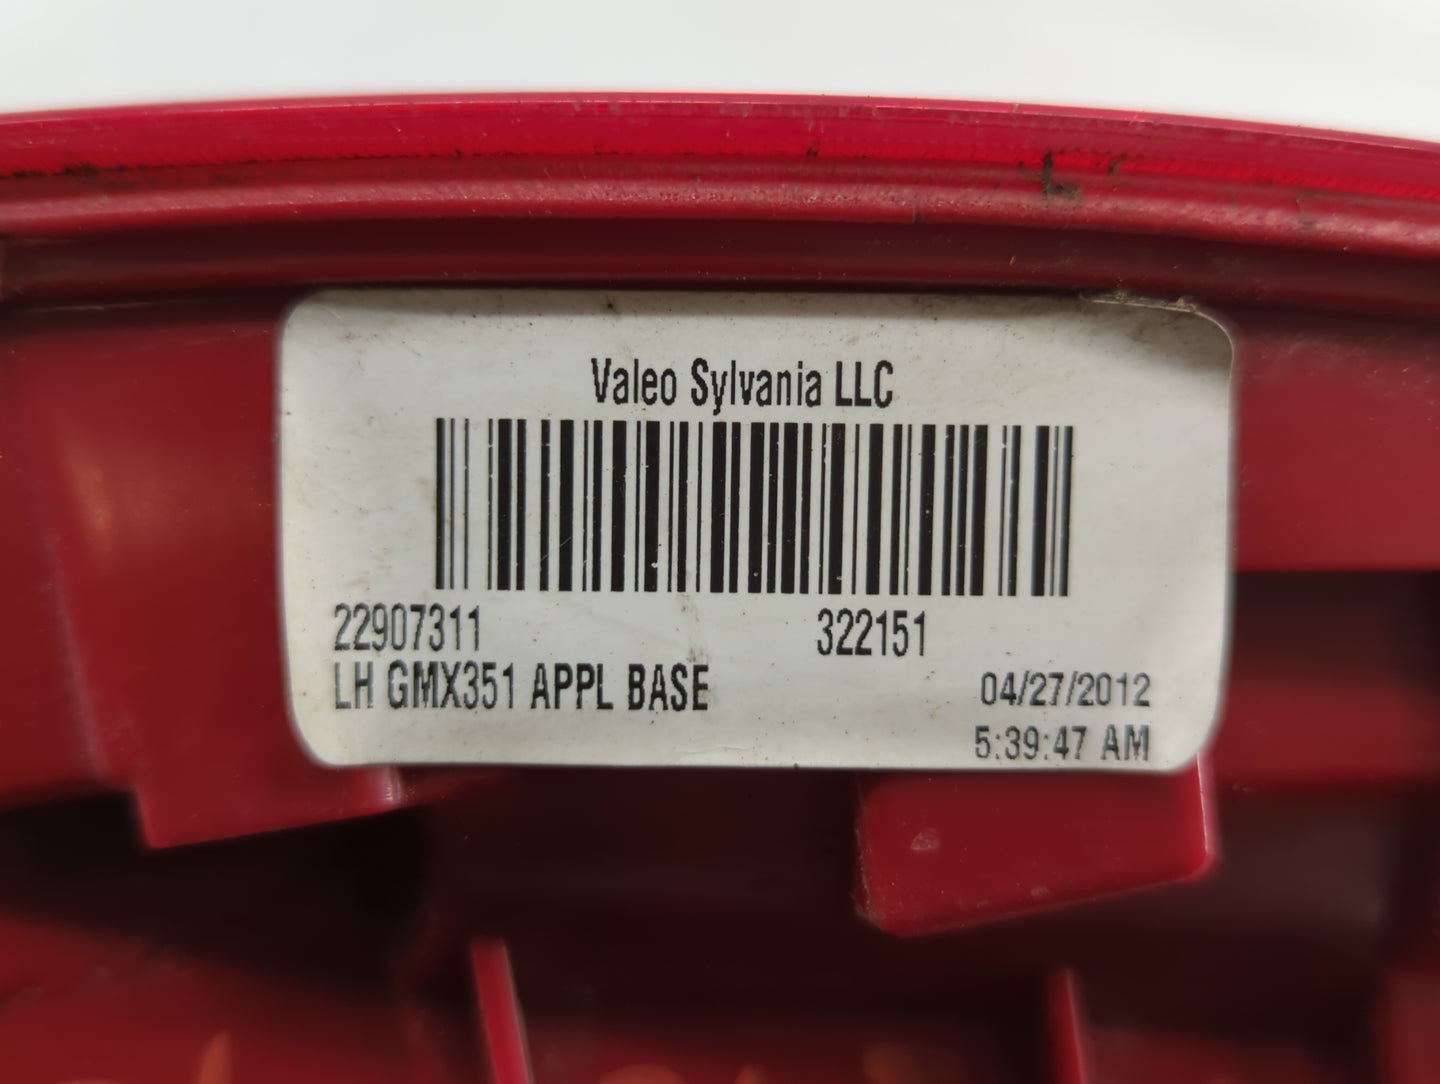 Valeo Sylvania LLC
22907311 322151
LH GMX351 APPL BASE 04/27/2012
5:39:47 AM